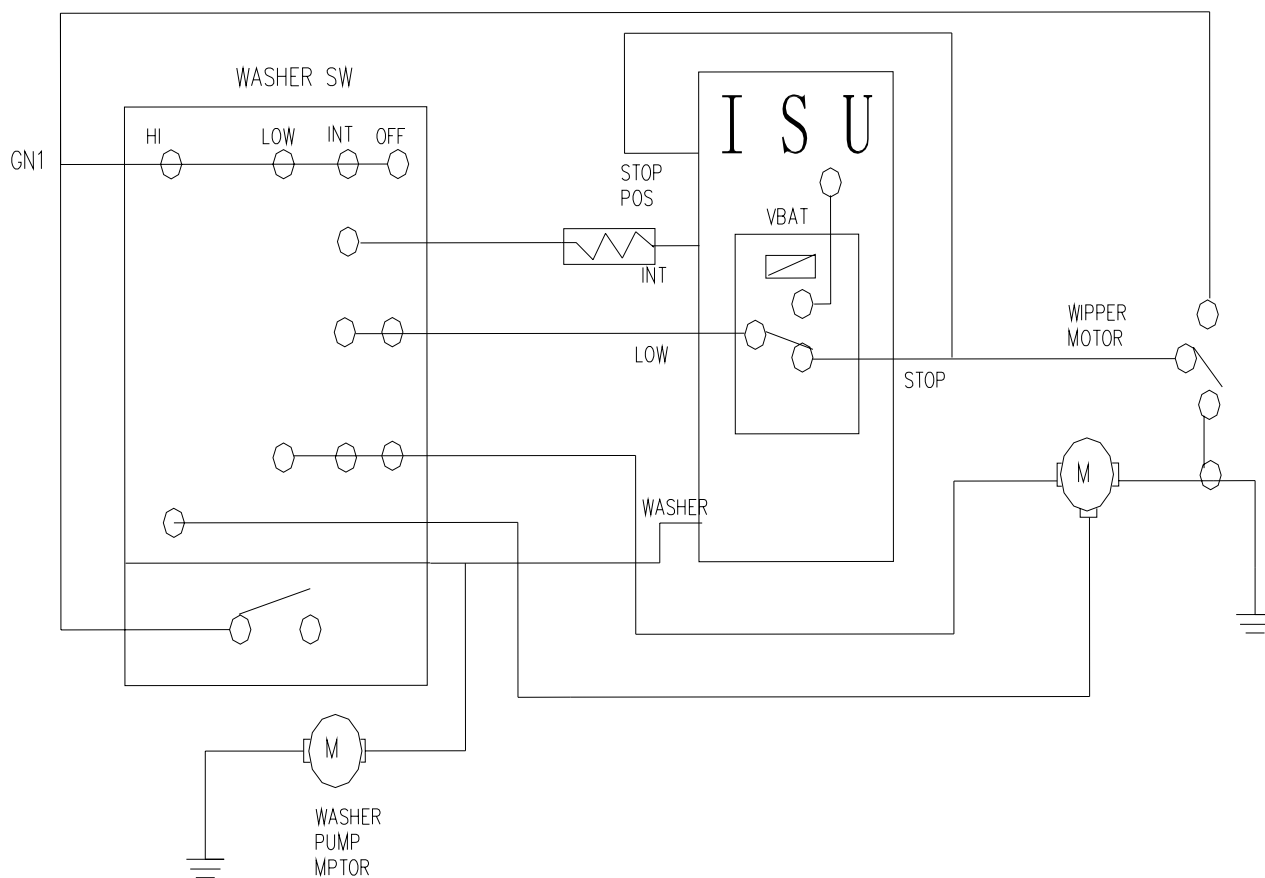 WASHER SW
ISU
HI
LOW
INT
OFF
GN1
STOP
POS
VBAT
INT
WIPPER
MOTOR
LOW
STOP
M
WASHER
M
WASHER
PUMP
MPTOR